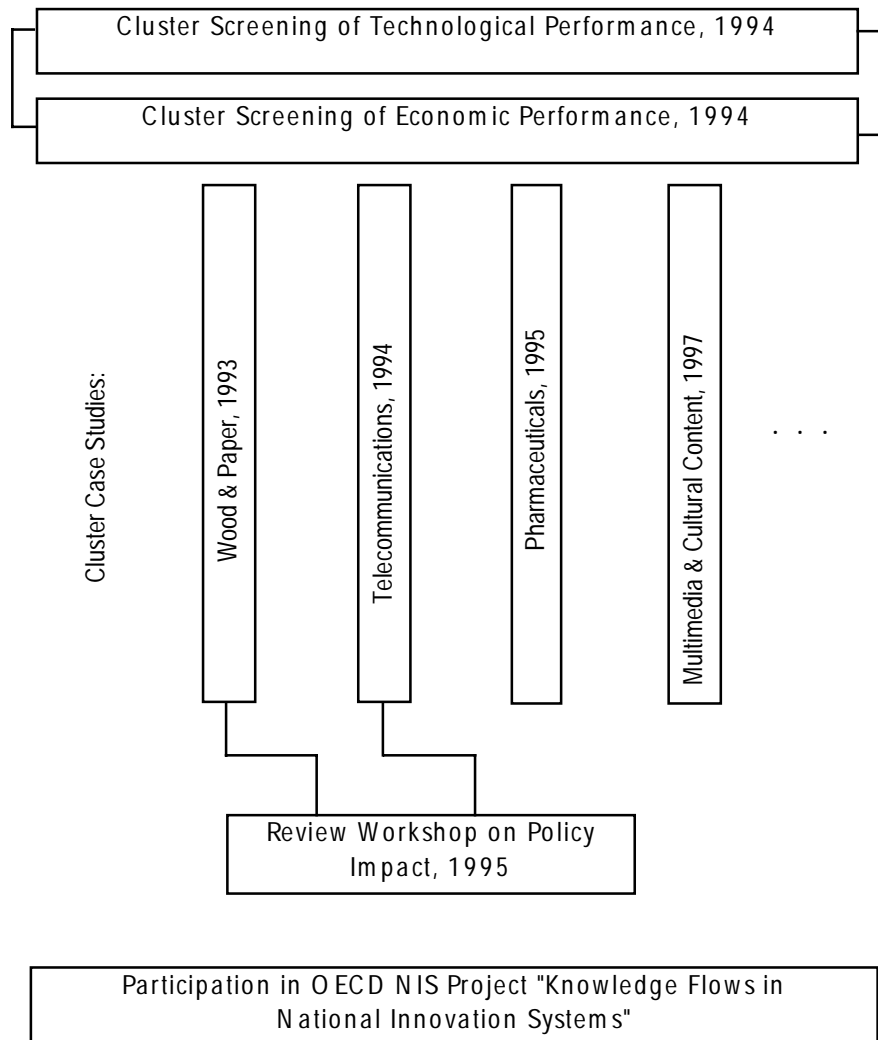 Cluster Screening of Technological Performance, 1994
Cluster Screening of Economic Performance, 1994
Cluster Case Studies:
Wood & Paper, 1993
Telecommunications, 1994
Pharmaceuticals, 1995
Multimedia & Cultural Content, 1997
. . .
Review Workshop on Policy
Impact, 1995
Participation in OECD NIS Project "Knowledge Flows in
National Innovation Systems"